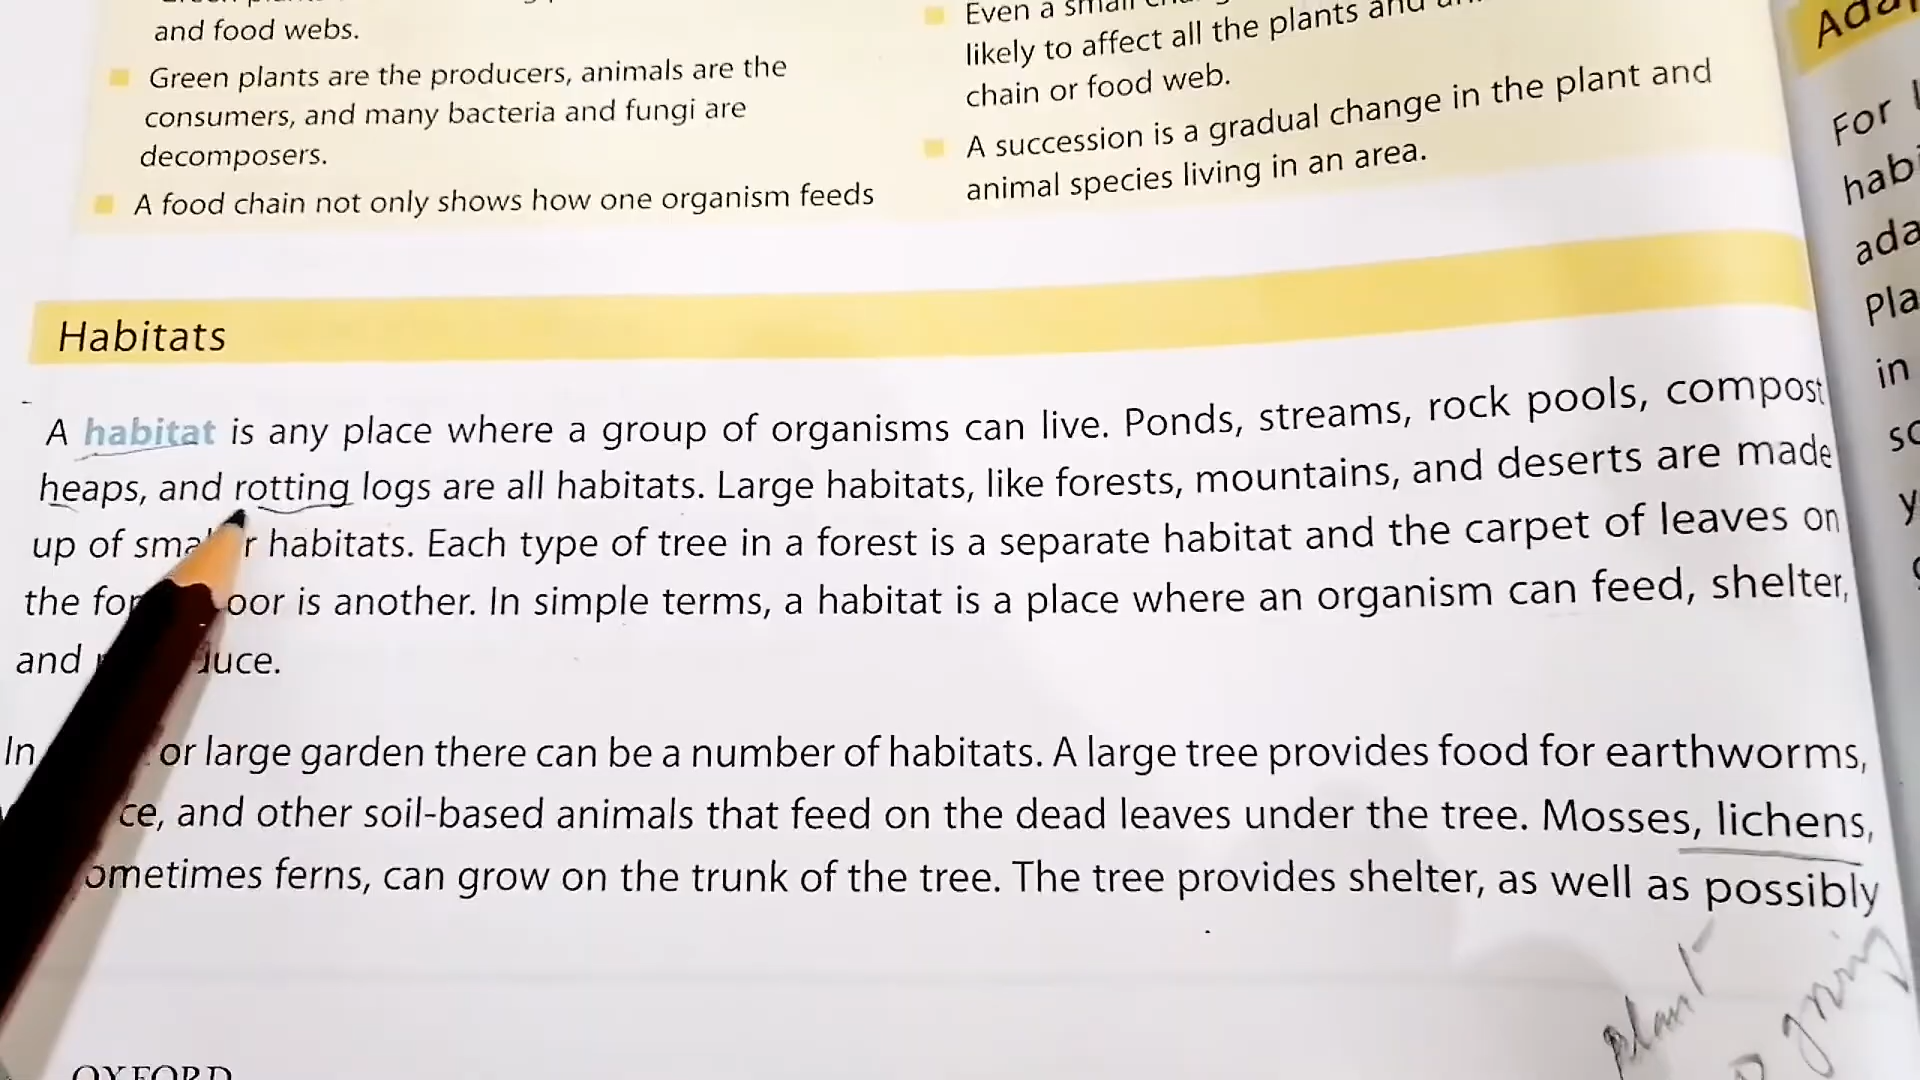 and food webs.
Green plants are the producers, animals are the
consumers, and many bacteria and fungi are
decomposers.
A food chain not only shows how one organism feeds
Even a small
likely to affect all the plants and
chain or food web.
A succession is a gradual change in the plant and
animal species living in an area.
Habitats
A habitat is any place where a group of organisms can live. Ponds, streams, rock pools, compost
heaps, and rotting logs are all habitats. Large habitats, like forests, mountains, and deserts are made
up of habitats. Each type of tree in a forest is a separate habitat and the carpet of leaves on
the is another. In simple terms, a habitat is a place where an organism can feed, shelter,
and
In or large garden there can be a number of habitats. A large tree provides food for earthworms,
and other soil-based animals that feed on the dead leaves under the tree. Mosses, lichens,
ometimes ferns, can grow on the trunk of the tree. The tree provides shelter, as well as possibly
plant
OXFORD
For
in